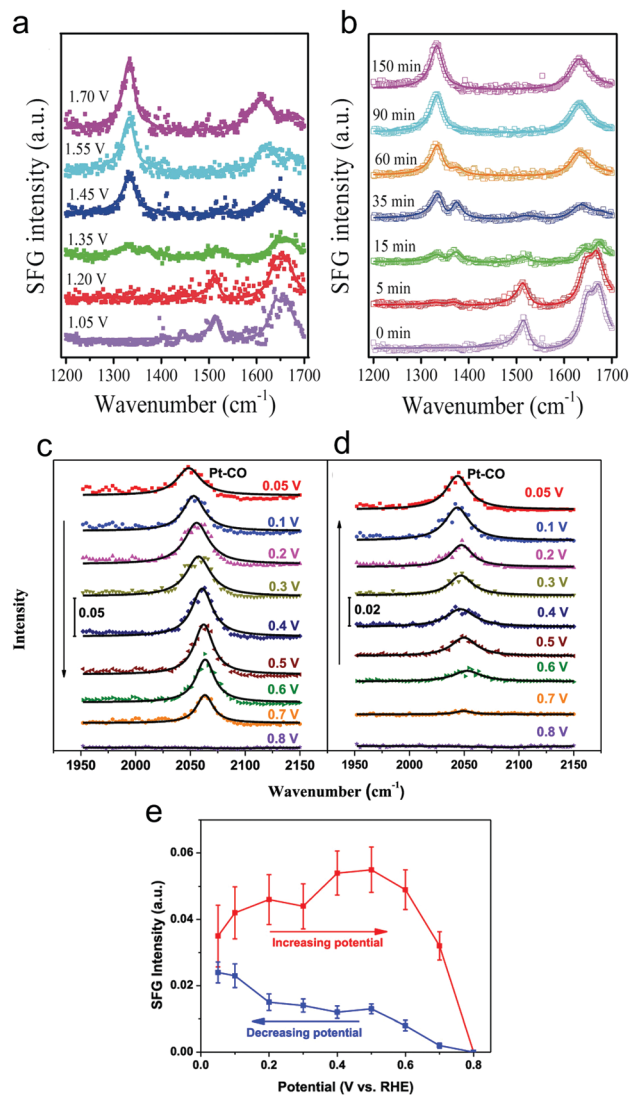 a
SFG intensity (a.u.)
1.70 V
1.55 V
1.45 V
1.35 V
1.20 V
1.05 V
1200 1300 1400 1500 1600 1700
Wavenumber (cm⁻¹)
b
SFG intensity (a.u.)
150 min
90 min
60 min
35 min
15 min
5 min
0 min
1200 1300 1400 1500 1600 1700
Wavenumber (cm⁻¹)
c
Pt-CO
0.05 V
0.1 V
0.2 V
0.3 V
0.05
0.4 V
Intensity
0.5 V
0.6 V
0.7 V
0.8 V
1950 2000 2050 2100 2150
d
Pt-CO
0.05 V
0.1 V
0.2 V
0.3 V
0.02
0.4 V
0.5 V
0.6 V
0.7 V
0.8 V
1950 2000 2050 2100 2150
Wavenumber (cm⁻¹)
e
SFG Intensity (a.u.)
0.06
0.04
0.02
0.00
Increasing potential
Decreasing potential
0.0 0.2 0.4 0.6 0.8
Potential (V vs. RHE)